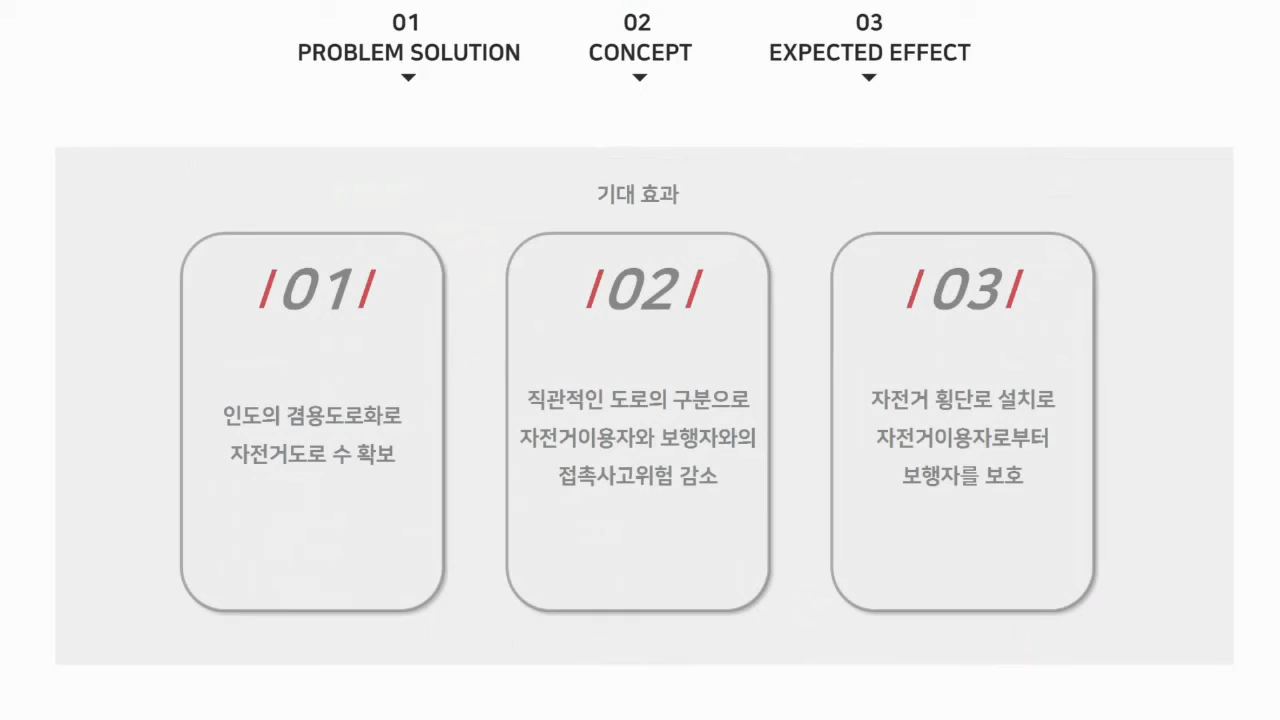 01
PROBLEM SOLUTION
02
CONCEPT
03
EXPECTED EFFECT
기대 효과
/01/
인도의 겸용도로화로
자전거도로 수 확보
/02/
직관적인 도로의 구분으로
자전거이용자와 보행자와의
접촉사고위험 감소
/03/
자전거 횡단로 설치로
자전거이용자로부터
보행자를 보호